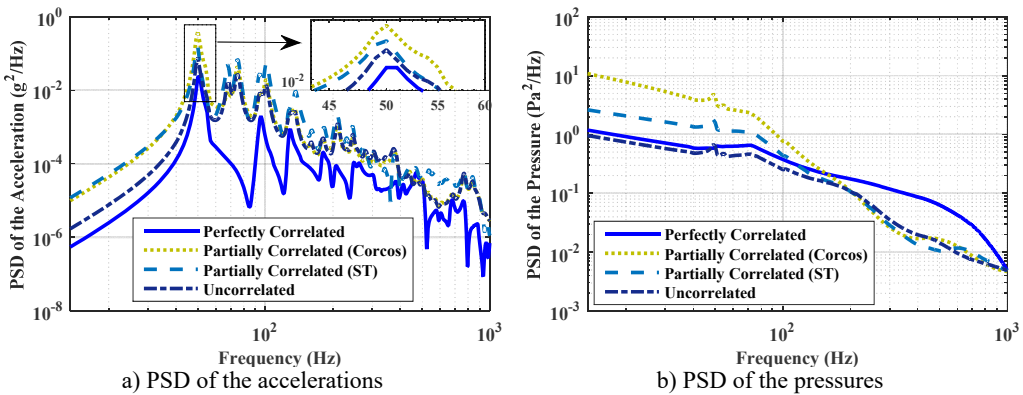 10^0
10^-2
10^-4
10^-6
10^-8
PSD of the Acceleration (g^2/Hz)
10^-2
45 50 55 60
Perfectly Correlated
Partially Correlated (Corcos)
Partially Correlated (ST)
Uncorrelated
10^2 10^3
Frequency (Hz)
a) PSD of the accelerations
10^2
10^1
10^0
10^-1
10^-2
10^-3
PSD of the Pressure (Pa^2/Hz)
Perfectly Correlated
Partially Correlated (Corcos)
Partially Correlated (ST)
Uncorrelated
10^2 10^3
Frequency (Hz)
b) PSD of the pressures